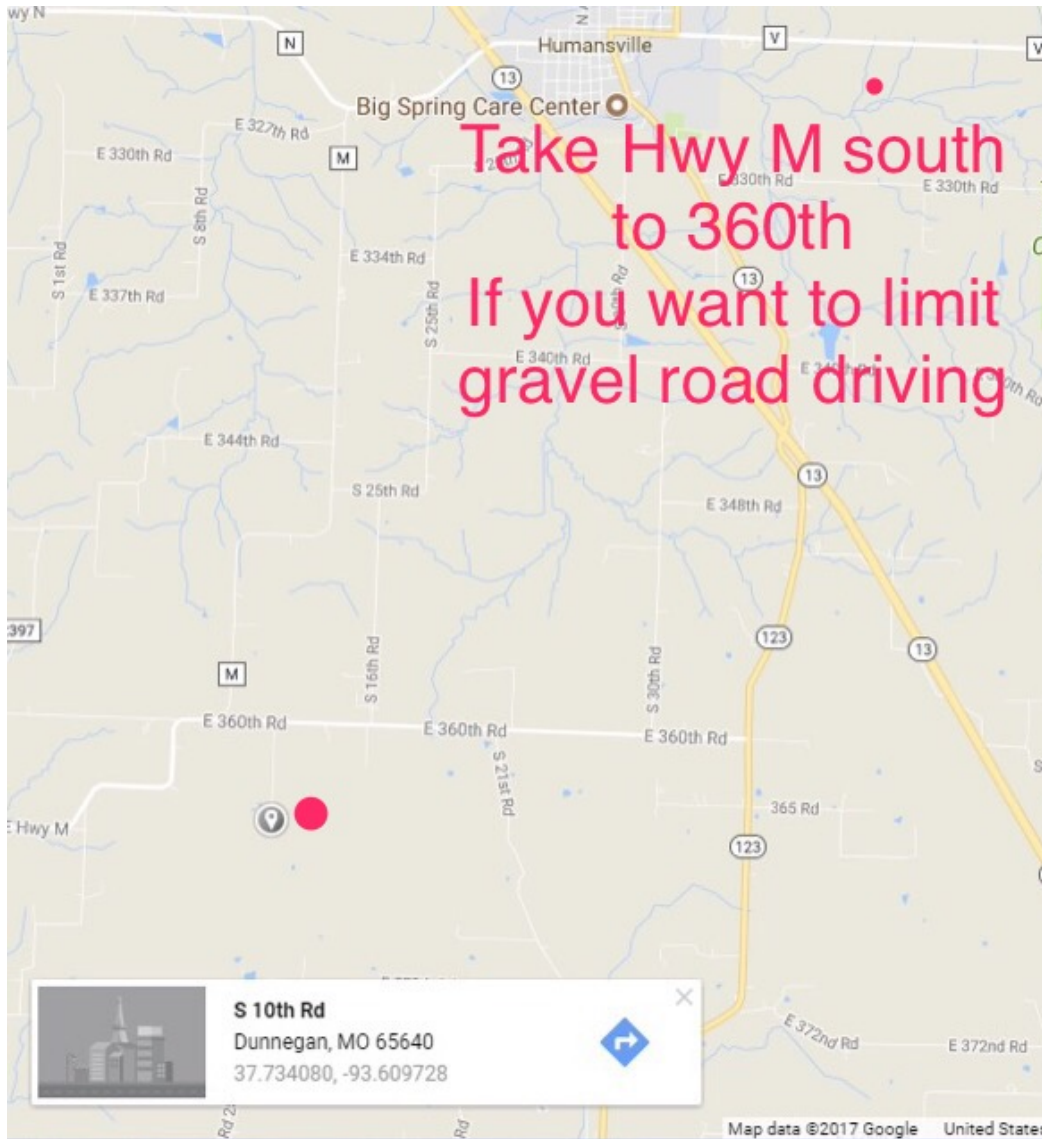 wy N
N
Humansville
V
V
13
Big Spring Care Center
E 327th Rd
Take Hwy M south
E 330th Rd
M
E 330th Rd
E 330th Rd
to 360th
S 8th Rd
S 1st Rd
E 334th Rd
13
If you want to limit
E 337th Rd
S 25th Rd
E 340th Rd
gravel road driving
E 344th Rd
13
S 25th Rd
E 348th Rd
397
123
13
M
S 16th Rd
S 30th Rd
E 360th Rd
E 360th Rd
E 360th Rd
S 21st Rd
365 Rd
E Hwy M
123
S 10th Rd
Dunnegan, MO 65640
37.734080, -93.609728
E 372nd Rd
E 372nd Rd
Rd
Map data ©2017 Google United States